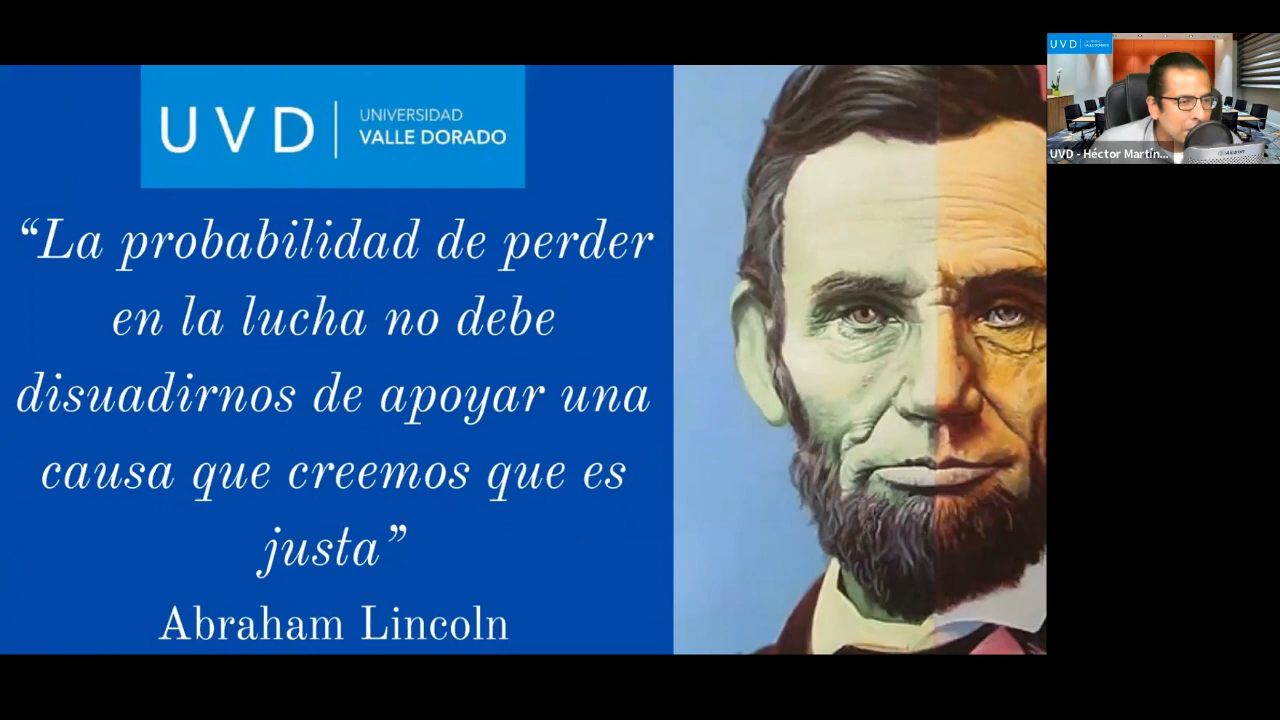 UVD
UNIVERSIDAD
VALLE DORADO
“La probabilidad de perder
en la lucha no debe
disuadirnos de apoyar una
causa que creemos que es
justa”
Abraham Lincoln
UVD
UVD - Héctor Martín...